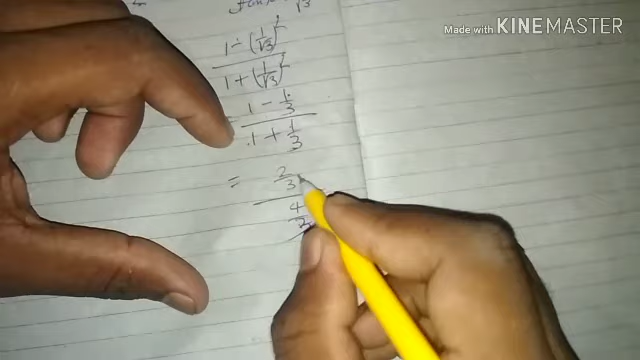 Made with KINEMASTER
√3
1 - (1/√3)²
1 + (1/√3)²
1 - 1/3
1 + 1/3
= 2/3
4